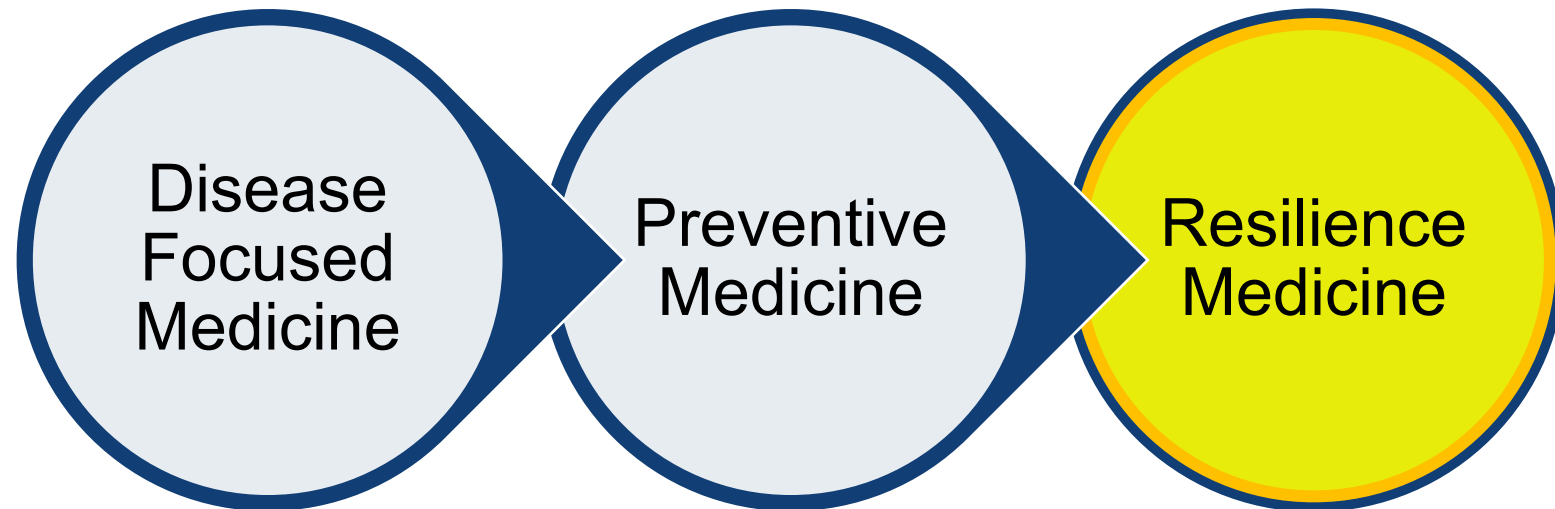 Disease
Focused
Medicine
Preventive
Medicine
Resilience
Medicine